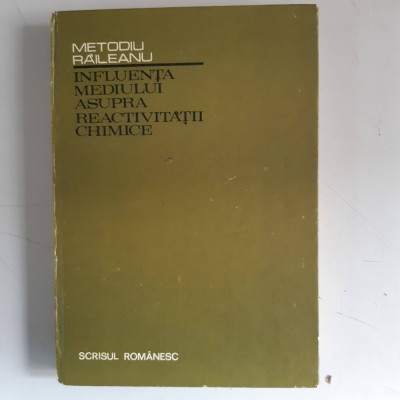 METODIU
RĂILEANU
INFLUENȚA
MEDIULUI
ASUPRA
REACTIVITĂȚII
CHIMICE
SCRISUL ROMÂNESC